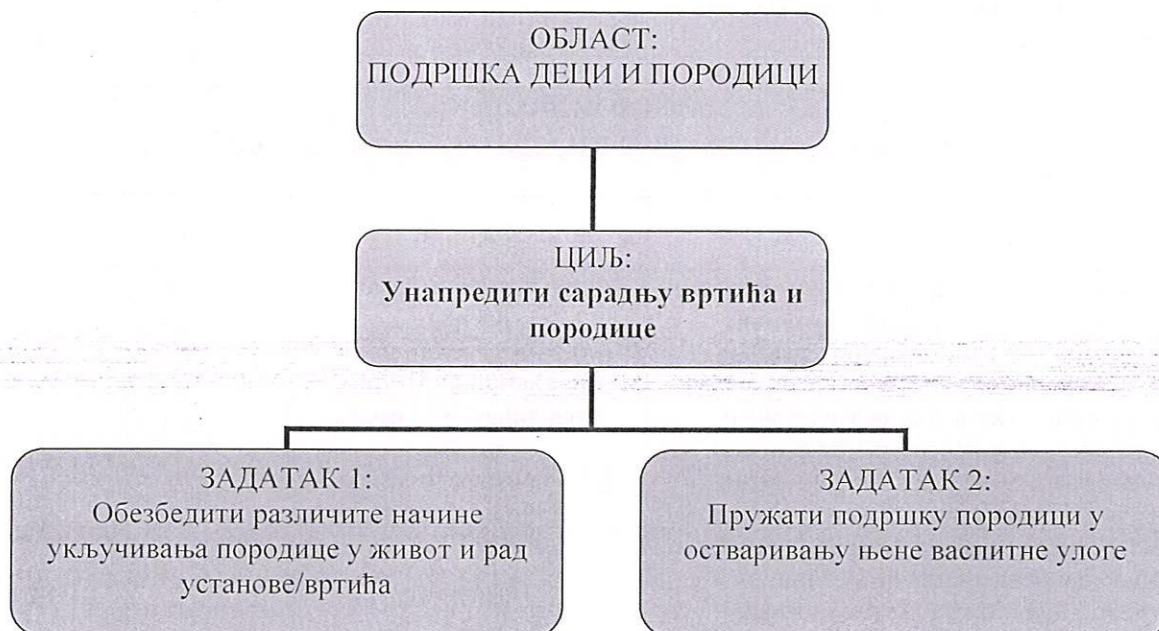 ОБЛАСТ:
ПОДРШКА ДЕЦИ И ПОРОДИЦИ
ЦИЉ:
Унапредити сарадњу вртића и
породице
ЗАДАТАК 1:
Обезбедити различите начине
укључивања породице у живот и рад
установе/вртића
ЗАДАТАК 2:
Пружати подршку породици у
остваривању њене васпитне улоге